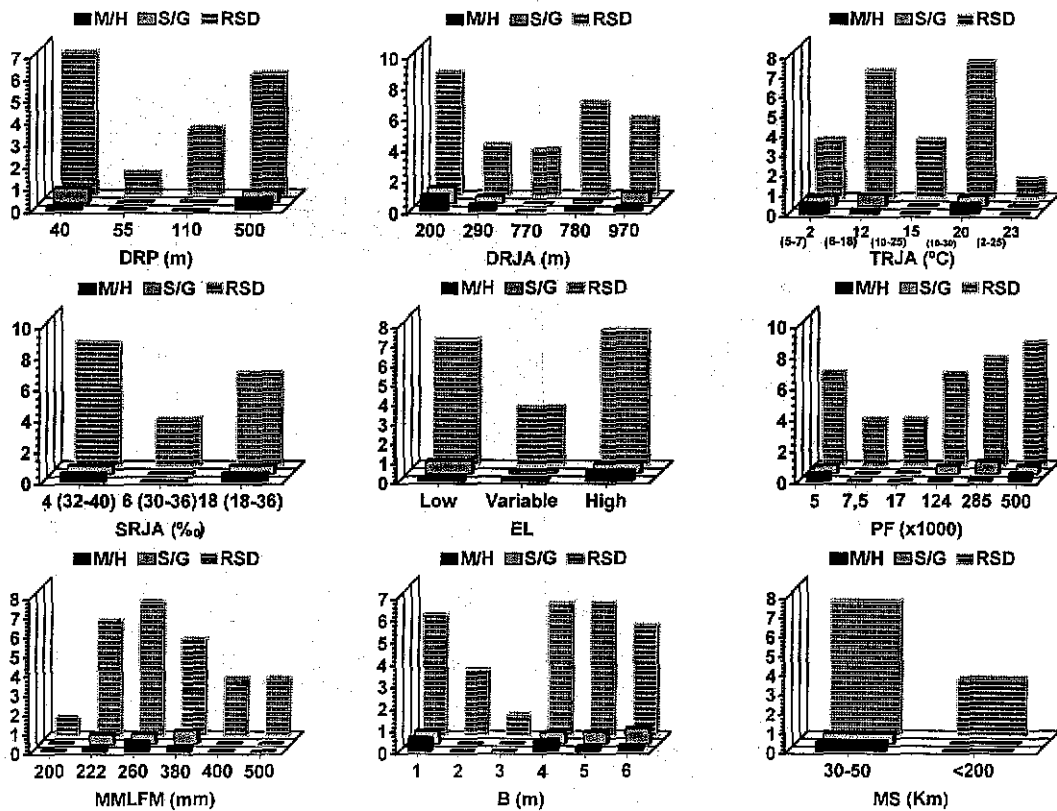 M/H S/G RSD M/H S/G RSD M/H S/G RSD
7 10 8
6 8 7
5 6 6
4 4 5
3 2 4
2 0 3
1 2
0 1
0
40 55 110 500 200 290 770 780 970 2 12 15 20 23
(5-7) (6-18) (10-25) (10-30) (2-25)
DRP (m) DRJA (m) TRJA (ºC)
M/H S/G RSD M/H S/G RSD M/H S/G RSD
10 8 10
8 7 8
6 6 6
4 5 4
2 4 2
0 3 0
2
1
0
4 (32-40) 6 (30-36) 18 (18-36) Low Variable High 5 7,5 17 124 285 500
SRJA (‰) EL PF (x1000)
M/H S/G RSD M/H S/G RSD M/H S/G RSD
8 7 8
7 6 7
6 5 6
5 4 5
4 3 4
3 2 3
2 1 2
1 0 1
0 0
200 222 260 380 400 500 1 2 3 4 5 6 30-50 <200
MMLFM (mm) B (m) MS (Km)